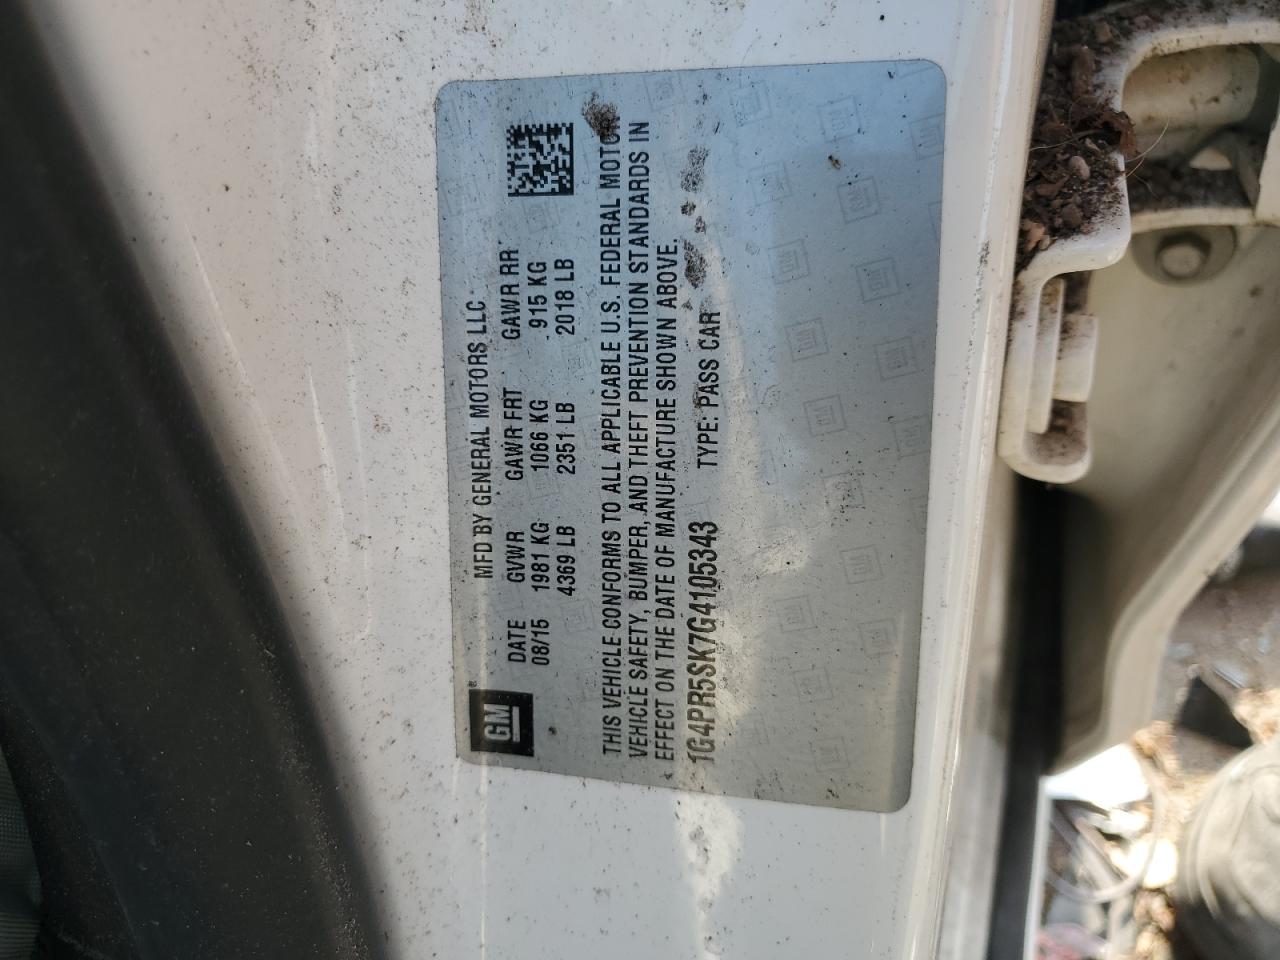 MFD BY GENERAL MOTORS LLC
GM
DATE GVWR GAWR FRT GAWR RR
08/15 1981 KG 1066 KG 915 KG
4369 LB 2351 LB 2018 LB
THIS VEHICLE CONFORMS TO ALL APPLICABLE U.S. FEDERAL MOTOR
VEHICLE SAFETY, BUMPER, AND THEFT PREVENTION STANDARDS IN
EFFECT ON THE DATE OF MANUFACTURE SHOWN ABOVE.
1G4PR5SK7G4105343 TYPE: PASS CAR